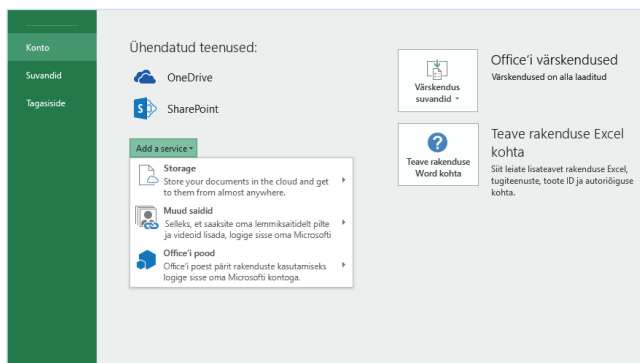 Konto
Suvandid
Tagasiside
Ühendatud teenused:
OneDrive
SharePoint
Add a service
Storage
Store your documents in the cloud and get
to them from almost anywhere.
Muud saidid
Selleks, et saaksite oma lemmiksaitidelt pilte
ja videoid lisada, logige sisse oma Microsofti
Office'i pood
Office'i poest pärit rakenduste kasutamiseks
logige sisse oma Microsofti kontoga.
Värskendus
suvandid
Office'i värskendused
Värskendused on alla laaditud
Teave rakenduse
Word kohta
Teave rakenduse Excel
kohta
Siit leiate lisateavet rakenduse Excel,
tugiteenuste, toote ID ja autoriõiguse
kohta.